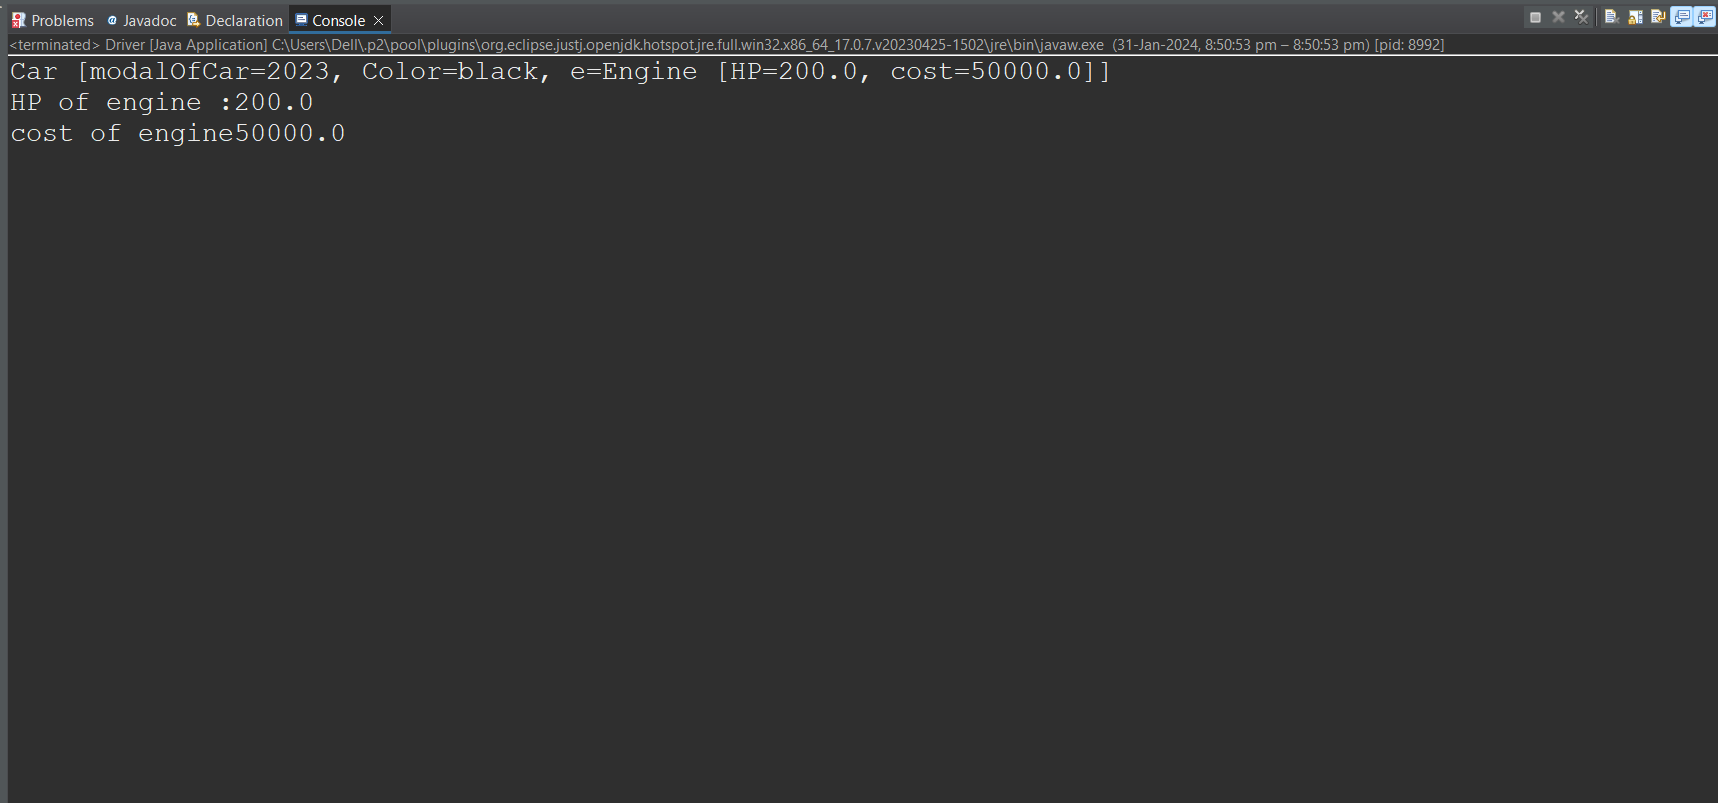 Problems Javadoc Declaration Console
<terminated> Driver [Java Application] C:\Users\Dell\.p2\pool\plugins\org.eclipse.justj.openjdk.hotspot.jre.full.win32.x86_64_17.0.7.v20230425-1502\jre\bin\javaw.exe (31-Jan-2024, 8:50:53 pm – 8:50:53 pm) [pid: 8992]
Car [modalOfCar=2023, Color=black, e=Engine [HP=200.0, cost=50000.0]]
HP of engine :200.0
cost of engine50000.0